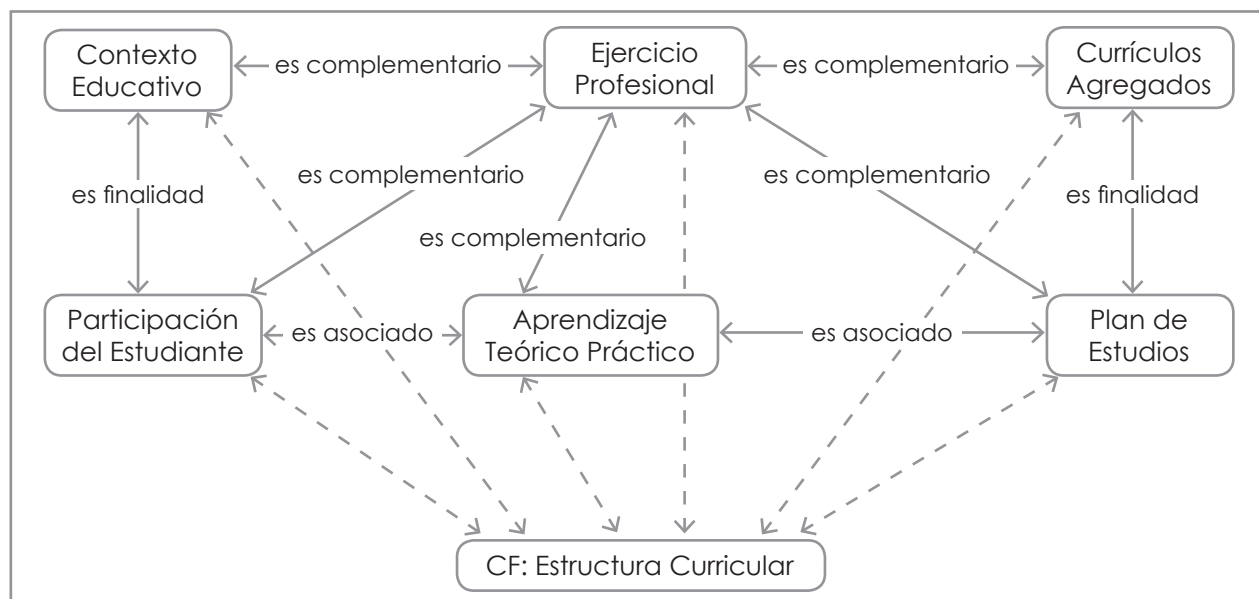 Contexto
Educativo
es complementario
Ejercicio
Profesional
es complementario
Currículos
Agregados
es finalidad
es complementario
es complementario
es complementario
es finalidad
Participación
del Estudiante
es asociado
Aprendizaje
Teórico Práctico
es asociado
Plan de
Estudios
CF: Estructura Curricular